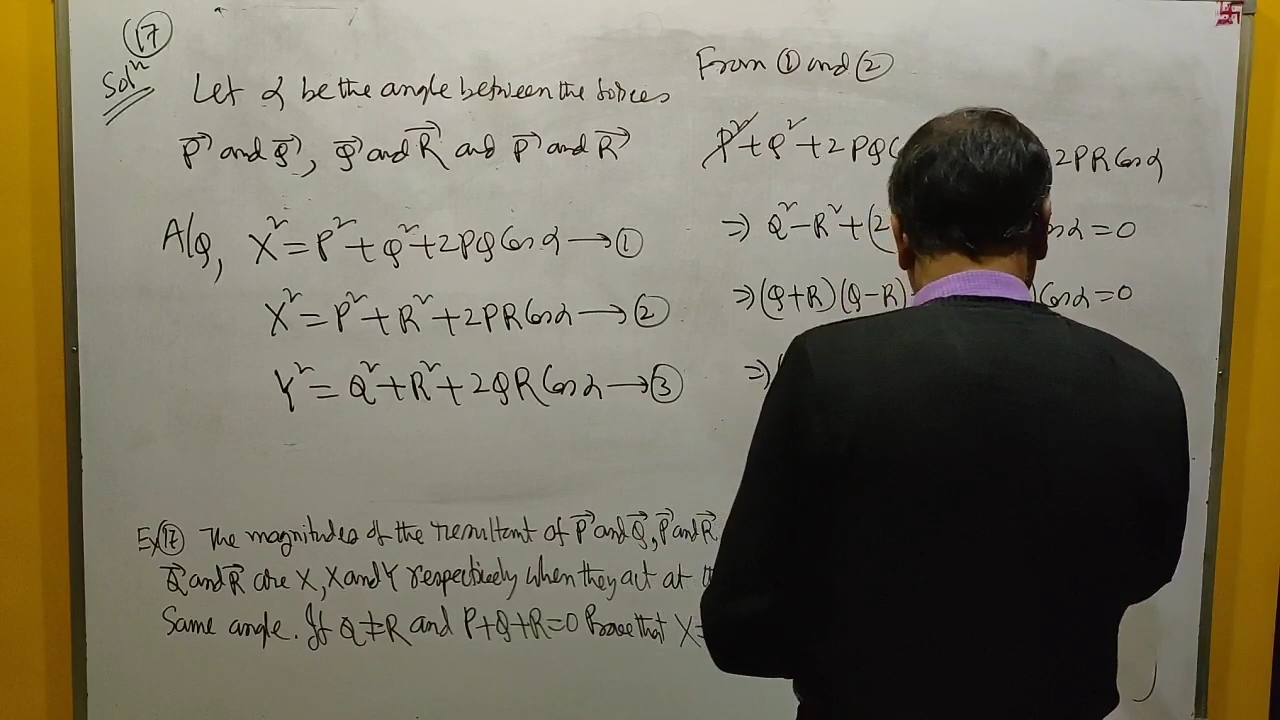 17
Solⁿ
Let α be the angle between the forces
P⃗ and Q⃗, Q⃗ and R⃗ and P⃗ and R⃗
A/Q, X² = P² + Q² + 2PQ Cos α → ①
X² = P² + R² + 2PR Cos α → ②
Y² = Q² + R² + 2QR Cos α → ③
From ① and ②
P² + Q² + 2PQ C 2PR Cos α
⇒ Q² - R² + (2 os α = 0
⇒ (Q+R)(Q-R) Cos α = 0
⇒ (
Ex ⑰ The magnitudes of the resultant of P⃗ and Q⃗, P⃗ and R⃗
Q⃗ and R⃗ are X, X and Y respectively when they act at
Same angle. If Q ≠ R and P+Q+R=0 Prove that X=